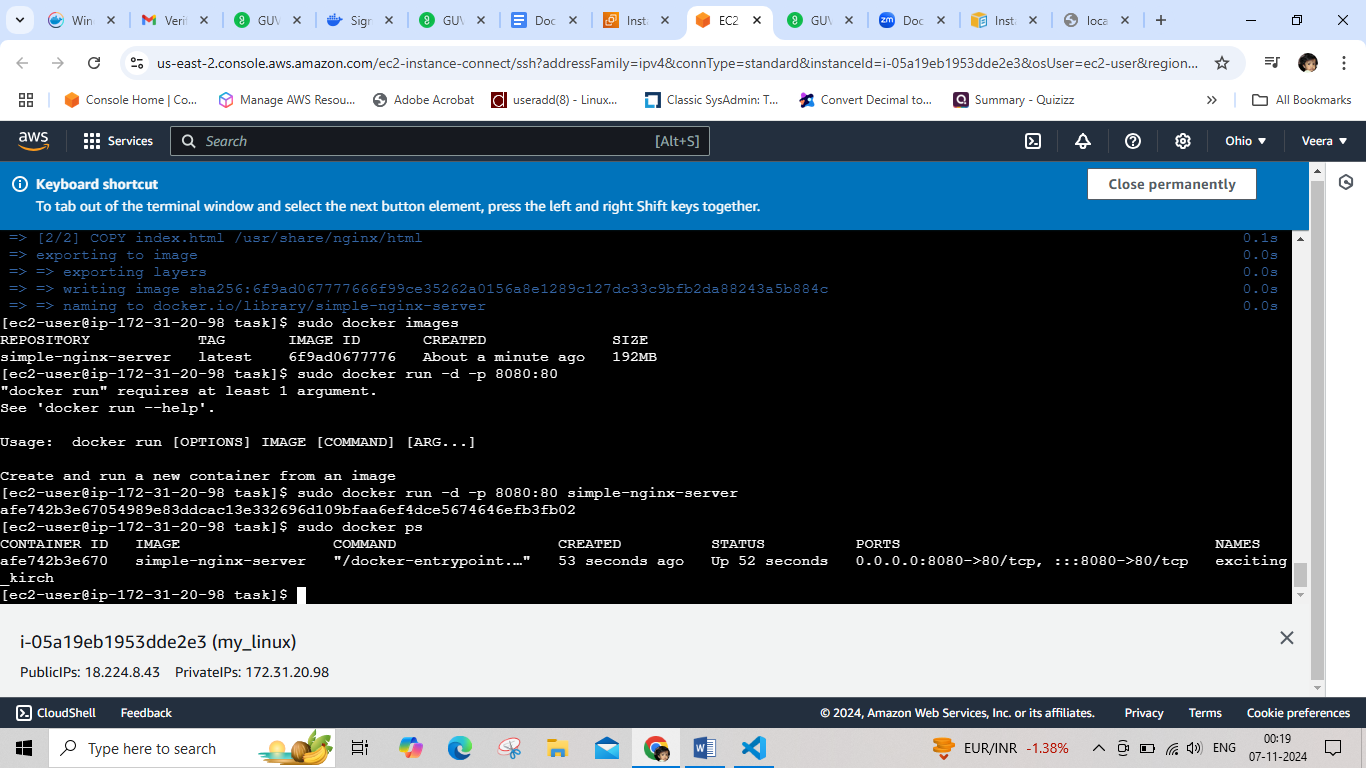 Win
Verif
GUV
Sign
GUV
Doc
Insta
EC2
GUV
zm
Doc
Inst
loca
us-east-2.console.aws.amazon.com/ec2-instance-connect/ssh?addressFamily=ipv4&connType=standard&instanceId=i-05a19eb1953dde2e3&osUser=ec2-user&region...
Console Home | Co...
Manage AWS Resou...
Adobe Acrobat
useradd(8) - Linux...
Classic SysAdmin: T...
Convert Decimal to...
Summary - Quizizz
All Bookmarks
aws
Services
Search
[Alt+S]
Ohio
Veera
Keyboard shortcut
To tab out of the terminal window and select the next button element, press the left and right Shift keys together.
Close permanently
=> [2/2] COPY index.html /usr/share/nginx/html 0.1s
=> exporting to image 0.0s
=> => exporting layers 0.0s
=> => writing image sha256:6f9ad067777666f99ce35262a0156a8e1289c127dc33c9bfb2da88243a5b884c 0.0s
=> => naming to docker.io/library/simple-nginx-server 0.0s
[ec2-user@ip-172-31-20-98 task]$ sudo docker images
REPOSITORY TAG IMAGE ID CREATED SIZE
simple-nginx-server latest 6f9ad0677776 About a minute ago 192MB
[ec2-user@ip-172-31-20-98 task]$ sudo docker run -d -p 8080:80
"docker run" requires at least 1 argument.
See 'docker run --help'.
Usage: docker run [OPTIONS] IMAGE [COMMAND] [ARG...]
Create and run a new container from an image
[ec2-user@ip-172-31-20-98 task]$ sudo docker run -d -p 8080:80 simple-nginx-server
afe742b3e67054989e83ddcac13e332696d109bfaa6ef4dce5674646efb3fb02
[ec2-user@ip-172-31-20-98 task]$ sudo docker ps
CONTAINER ID IMAGE COMMAND CREATED STATUS PORTS NAMES
afe742b3e670 simple-nginx-server "/docker-entrypoint.…" 53 seconds ago Up 52 seconds 0.0.0.0:8080->80/tcp, :::8080->80/tcp exciting
_kirch
[ec2-user@ip-172-31-20-98 task]$
i-05a19eb1953dde2e3 (my_linux)
PublicIPs: 18.224.8.43 PrivateIPs: 172.31.20.98
CloudShell
Feedback
© 2024, Amazon Web Services, Inc. or its affiliates.
Privacy
Terms
Cookie preferences
Type here to search
EUR/INR -1.38%
ENG
00:19
07-11-2024